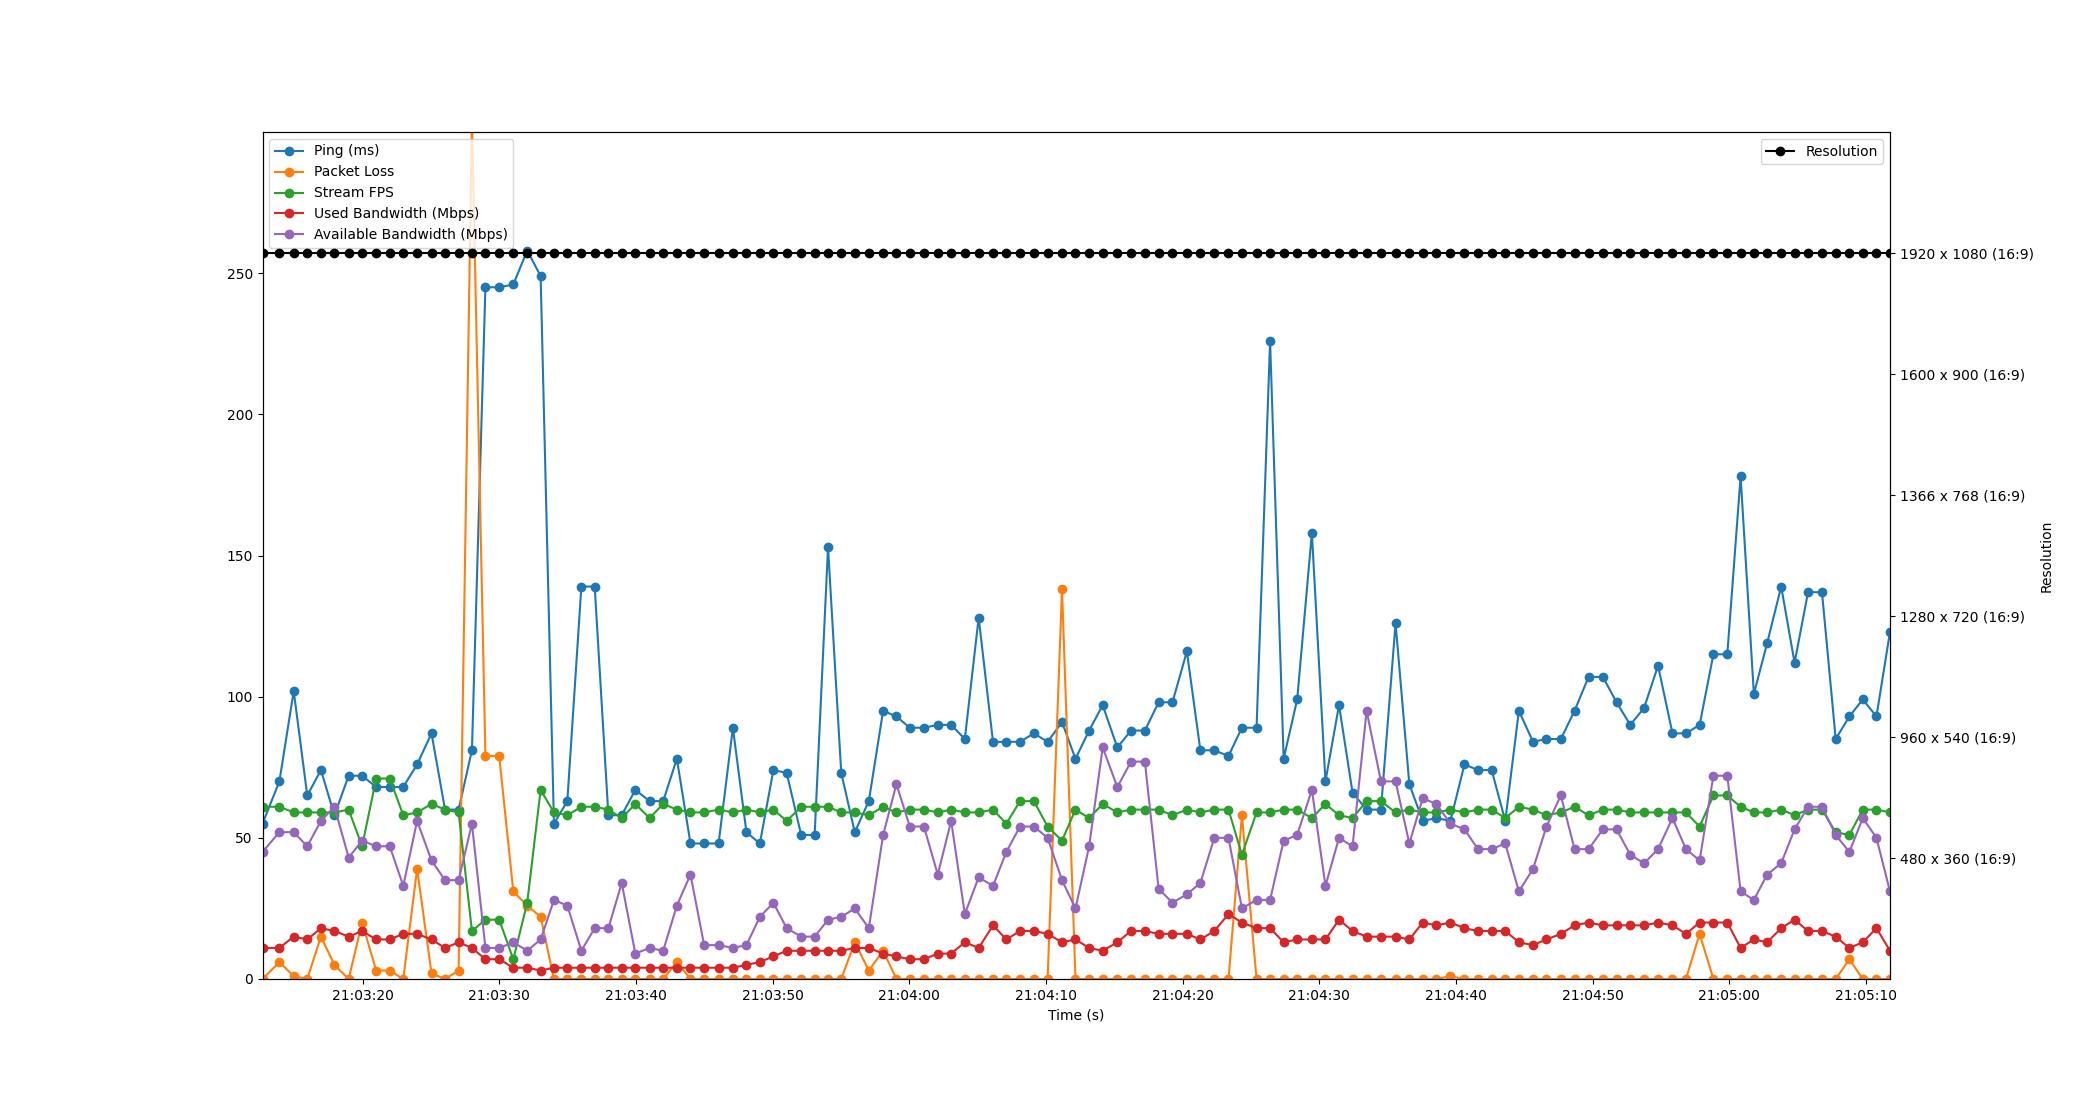 Ping (ms)
Packet Loss
Stream FPS
Used Bandwidth (Mbps)
Available Bandwidth (Mbps)
Resolution
250
200
150
100
50
0
1920 x 1080 (16:9)
1600 x 900 (16:9)
1366 x 768 (16:9)
1280 x 720 (16:9)
960 x 540 (16:9)
480 x 360 (16:9)
Resolution
21:03:20 21:03:30 21:03:40 21:03:50 21:04:00 21:04:10 21:04:20 21:04:30 21:04:40 21:04:50 21:05:00 21:05:10
Time (s)